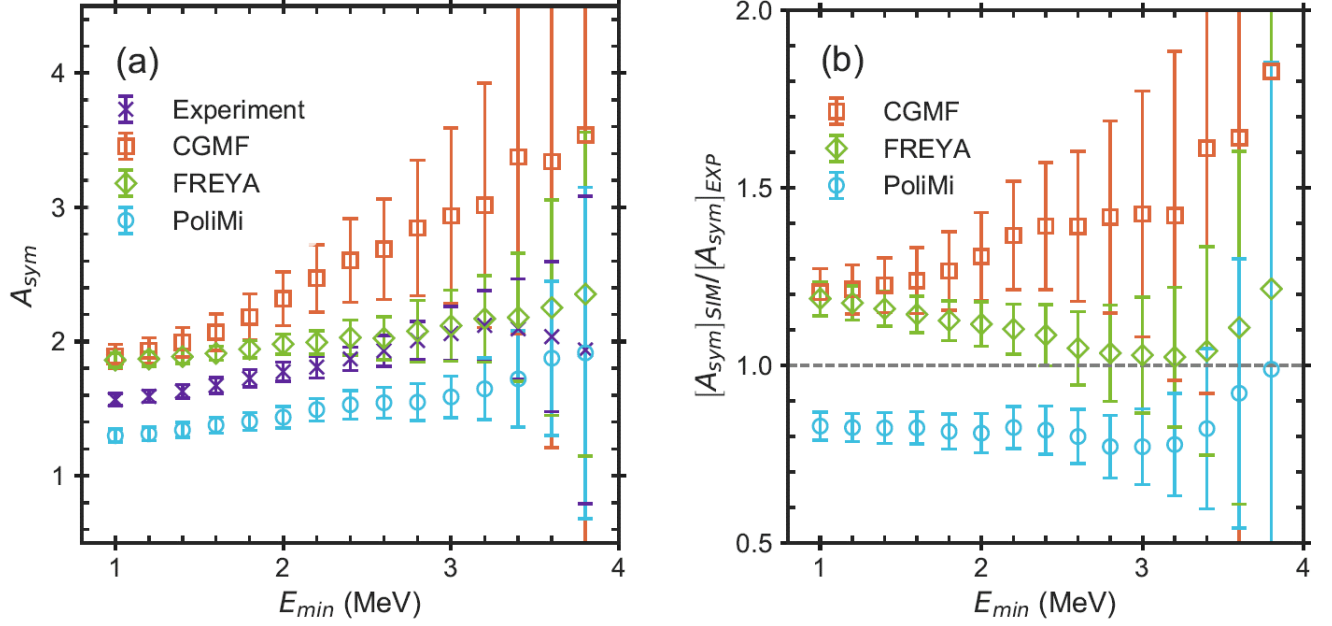 (a)
Experiment
CGMF
FREYA
PoliMi
4
3
2
1
A_sym
1 2 3 4
E_min (MeV)
(b)
CGMF
FREYA
PoliMi
2.0
1.5
1.0
0.5
[A_sym]_SIM/[A_sym]_EXP
1 2 3 4
E_min (MeV)